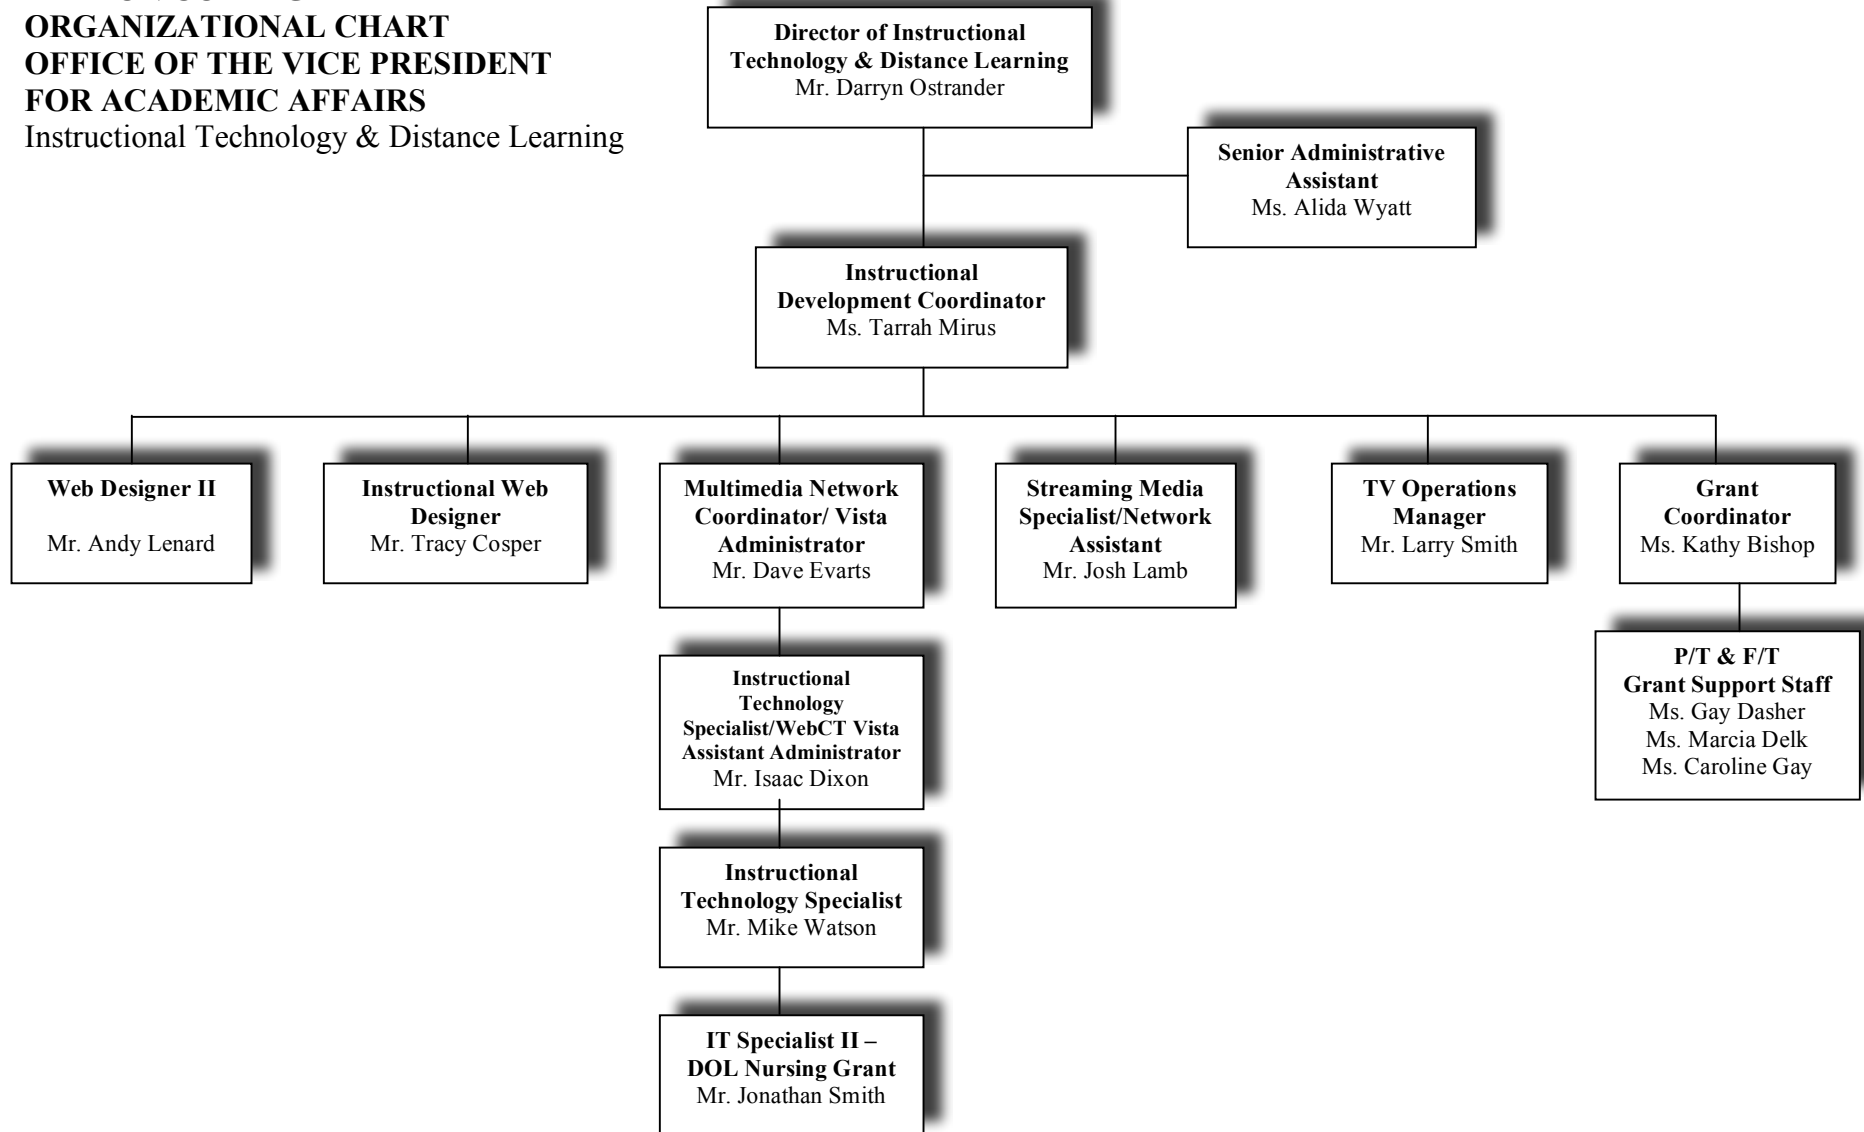 ORGANIZATIONAL CHART
OFFICE OF THE VICE PRESIDENT
FOR ACADEMIC AFFAIRS
Instructional Technology & Distance Learning
Director of Instructional
Technology & Distance Learning
Mr. Darryn Ostrander
Senior Administrative
Assistant
Ms. Alida Wyatt
Instructional
Development Coordinator
Ms. Tarrah Mirus
Web Designer II
Mr. Andy Lenard
Instructional Web
Designer
Mr. Tracy Cosper
Multimedia Network
Coordinator/ Vista
Administrator
Mr. Dave Evarts
Streaming Media
Specialist/Network
Assistant
Mr. Josh Lamb
TV Operations
Manager
Mr. Larry Smith
Grant
Coordinator
Ms. Kathy Bishop
Instructional
Technology
Specialist/WebCT Vista
Assistant Administrator
Mr. Isaac Dixon
P/T & F/T
Grant Support Staff
Ms. Gay Dasher
Ms. Marcia Delk
Ms. Caroline Gay
Instructional
Technology Specialist
Mr. Mike Watson
IT Specialist II –
DOL Nursing Grant
Mr. Jonathan Smith